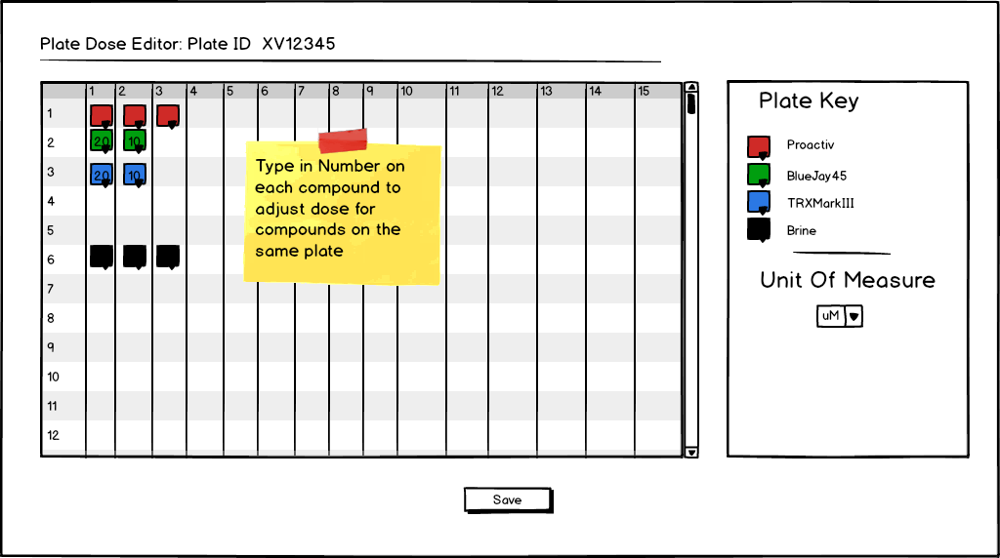 Plate Dose Editor: Plate ID XV12345
1 2 3 4 5 6 7 8 9 10 11 12 13 14 15
1
2 20 10
3 20 10
4
5
6
7
8
9
10
11
12
Type in Number on
each compound to
adjust dose for
compounds on the
same plate
Plate Key
Proactiv
BlueJay45
TRXMarkIII
Brine
Unit Of Measure
uM
Save